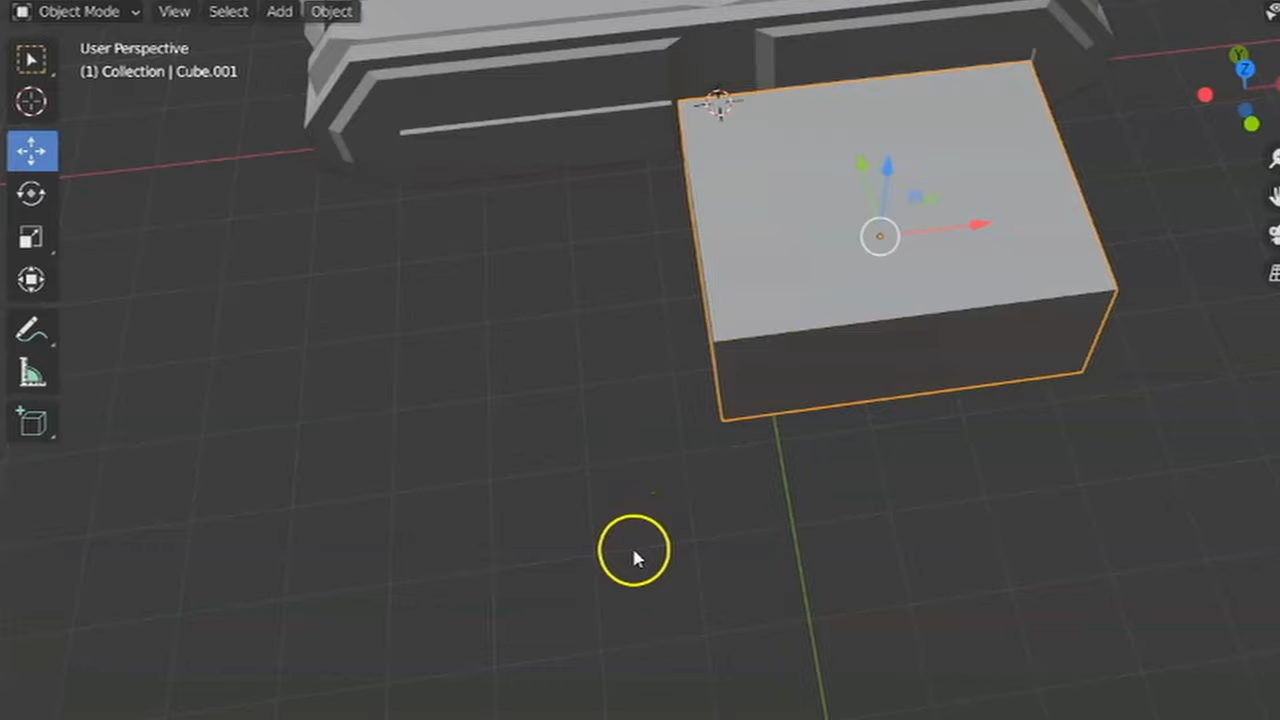 Object Mode View Select Add Object
User Perspective
(1) Collection | Cube.001
Y
Z